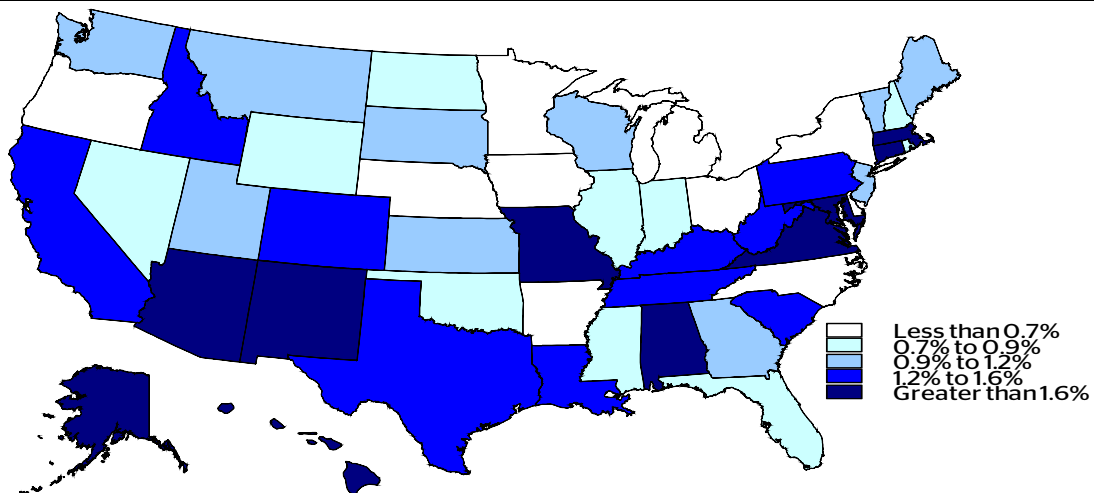 Less than 0.7%
0.7% to 0.9%
0.9% to 1.2%
1.2% to 1.6%
Greater than 1.6%